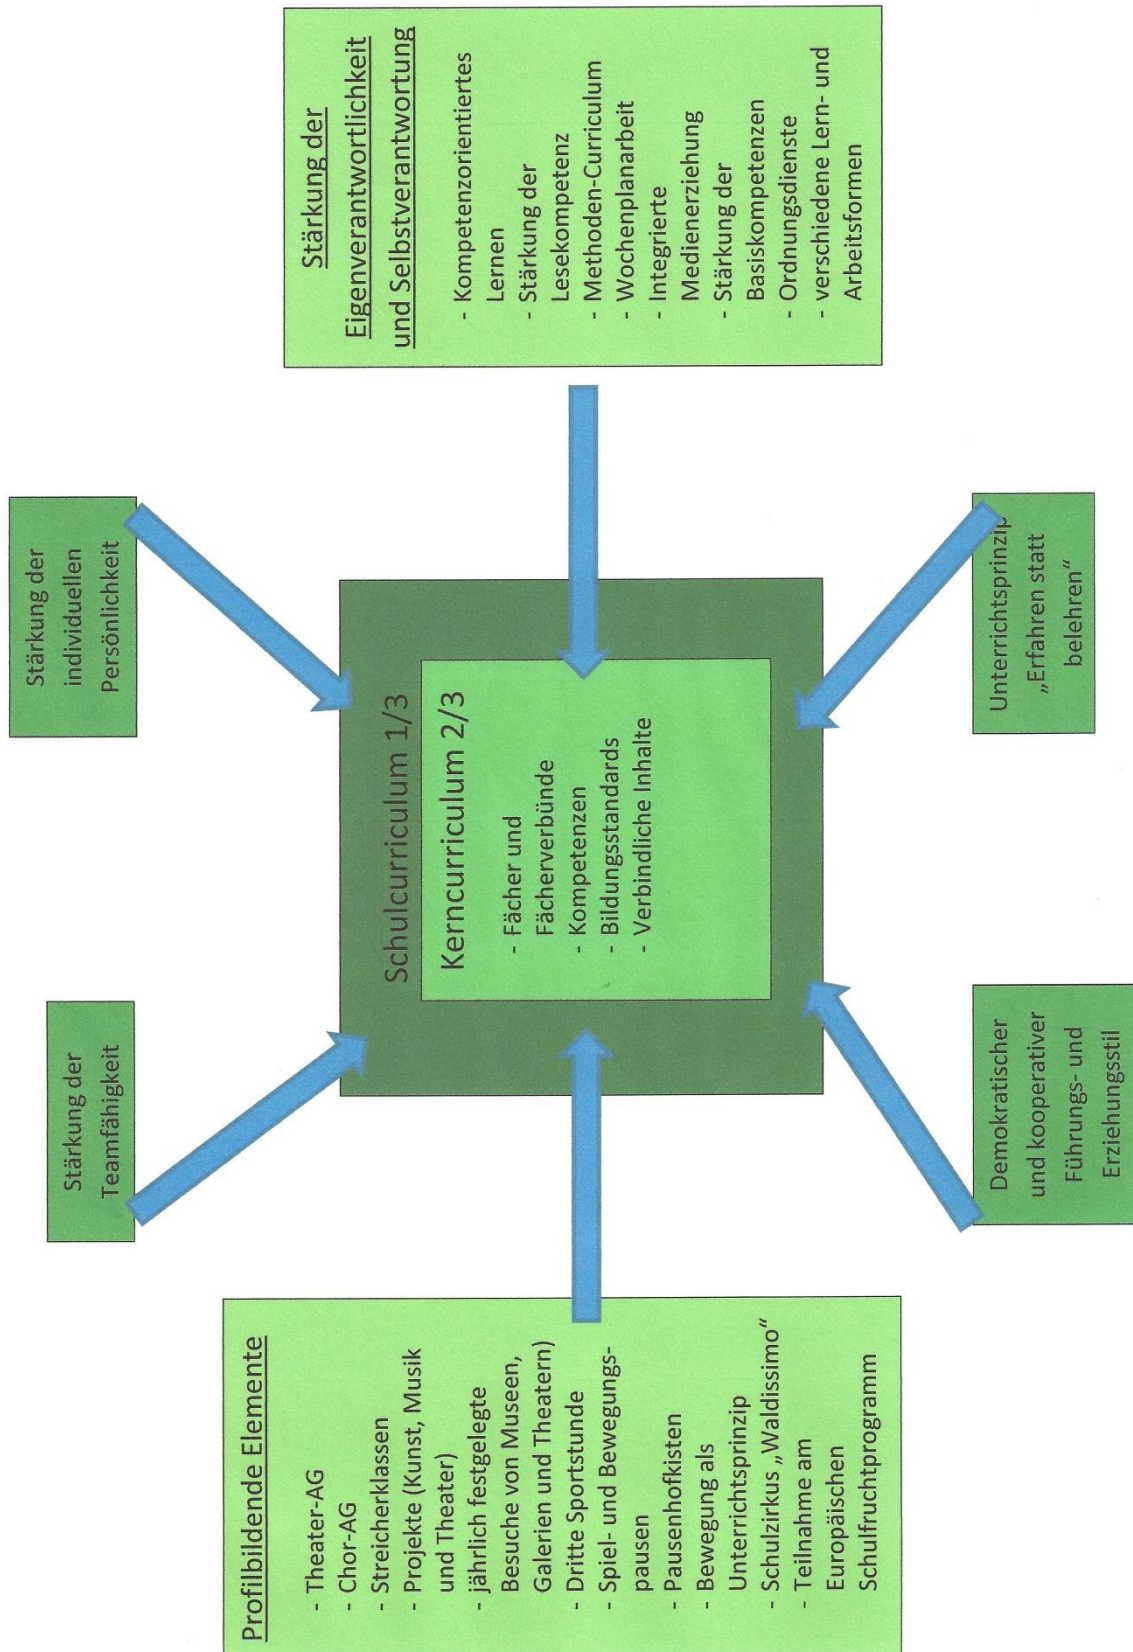 Profilbildende Elemente
- Theater-AG
- Chor-AG
- Streicherklassen
- Projekte (Kunst, Musik
und Theater)
- jährlich festgelegte
Besuche von Museen,
Galerien und Theatern)
- Dritte Sportstunde
- Spiel- und Bewegungs-
pausen
- Pausenhofkisten
- Bewegung als
Unterrichtsprinzip
- Schulzirkus „Waldissimo“
- Teilnahme am
Europäischen
Schulfruchtprogramm
Stärkung der
Teamfähigkeit
Stärkung der
individuellen
Persönlichkeit
Schulcurriculum 1/3
Kerncurriculum 2/3
- Fächer und
Fächerverbünde
- Kompetenzen
- Bildungsstandards
- Verbindliche Inhalte
Demokratischer
und kooperativer
Führungs- und
Erziehungsstil
Unterrichtsprinzip
„Erfahren statt
belehren“
Stärkung der
Eigenverantwortlichkeit
und Selbstverantwortung
- Kompetenzorientiertes
Lernen
- Stärkung der
Lesekompetenz
- Methoden-Curriculum
- Wochenplanarbeit
- Integrierte
Medienerziehung
- Stärkung der
Basiskompetenzen
- Ordnungsdienste
- verschiedene Lern- und
Arbeitsformen